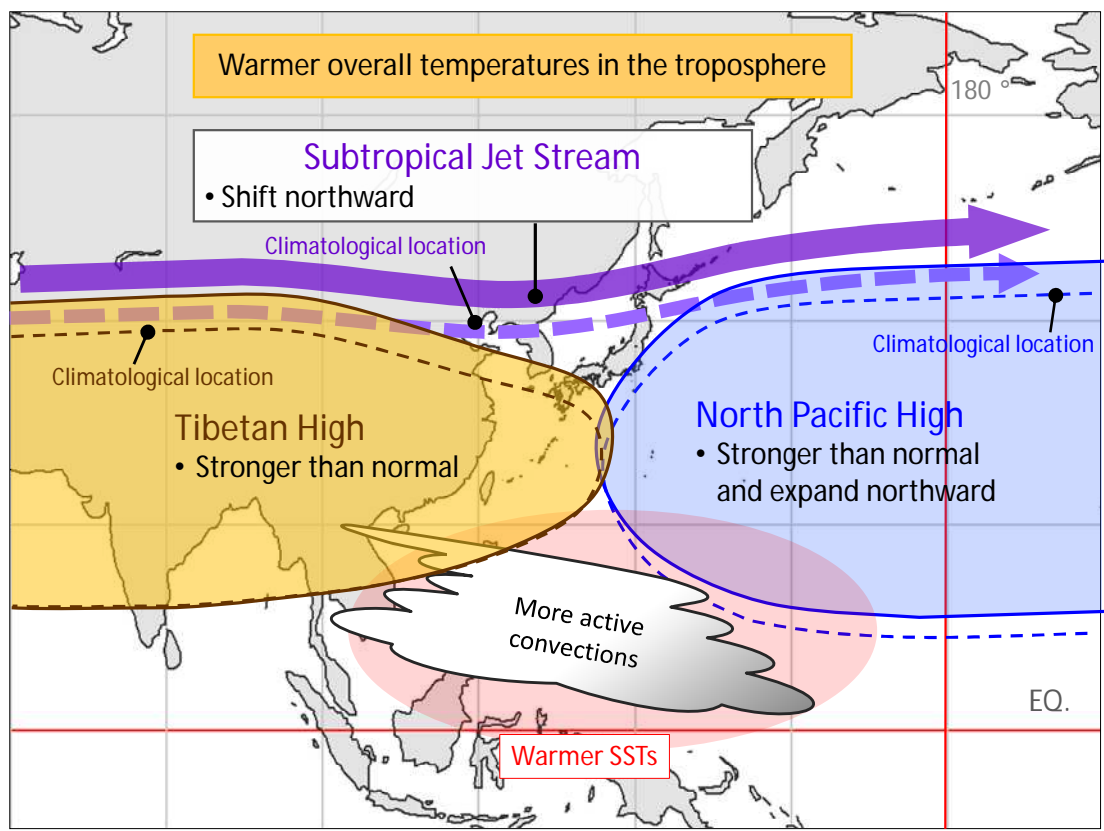 Warmer overall temperatures in the troposphere
180 °
Subtropical Jet Stream
• Shift northward
Climatological location
Climatological location
Climatological location
Tibetan High
• Stronger than normal
North Pacific High
• Stronger than normal
and expand northward
More active
convections
EQ.
Warmer SSTs